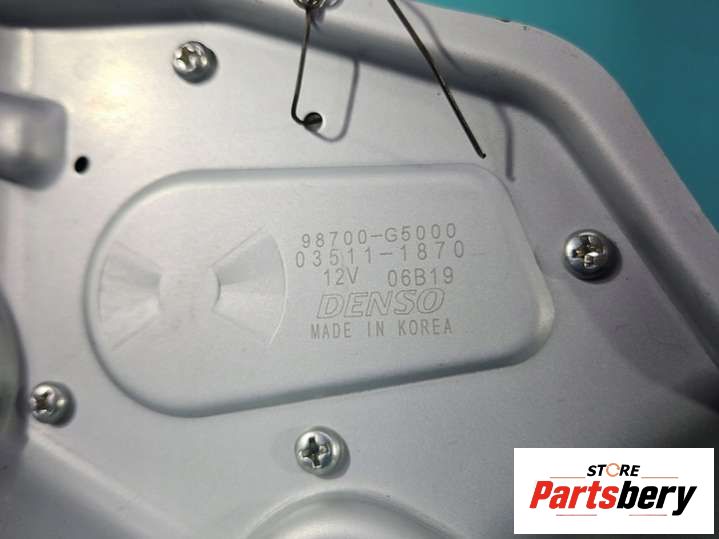 98700-G5000
03511-1870
12V 06B19
DENSO
MADE IN KOREA
STORE
Partsbery